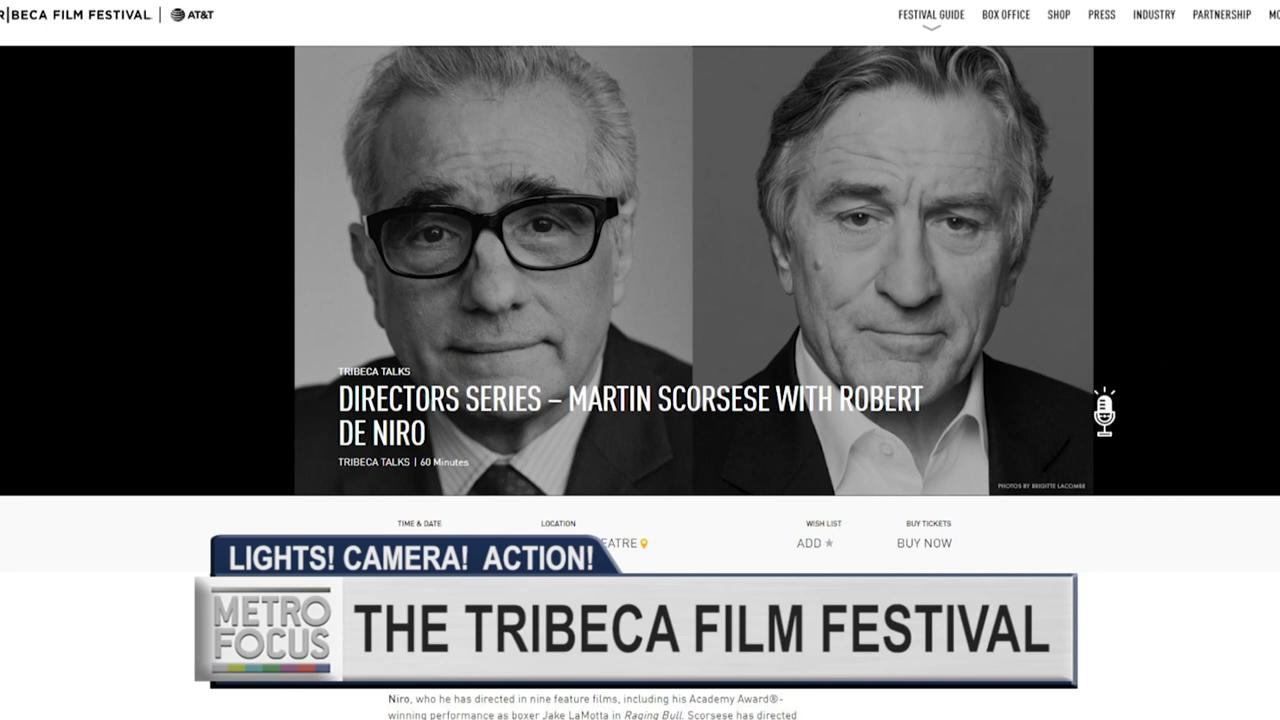 R|BECA FILM FESTIVAL | AT&T
FESTIVAL GUIDE BOX OFFICE SHOP PRESS INDUSTRY PARTNERSHIP
TRIBECA TALKS
DIRECTORS SERIES – MARTIN SCORSESE WITH ROBERT
DE NIRO
TRIBECA TALKS | 60 Minutes
PHOTOS BY BRIGITTE LACOMBE
TIME & DATE LOCATION WISH LIST BUY TICKETS
EATRE ADD ★ BUY NOW
LIGHTS! CAMERA! ACTION!
METRO
FOCUS
THE TRIBECA FILM FESTIVAL
Niro, who he has directed in nine feature films, including his Academy Award®-
winning performance as boxer Jake LaMotta in Raging Bull. Scorsese has directed